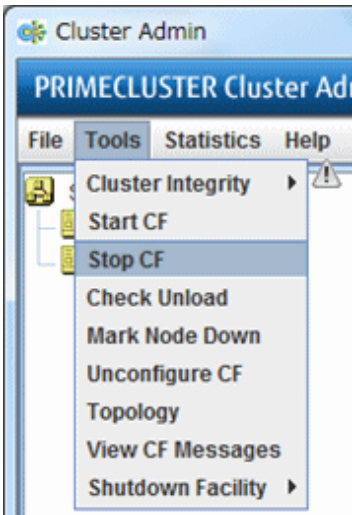 Cluster Admin
PRIMECLUSTER Cluster Adm
File Tools Statistics Help
Cluster Integrity
Start CF
Stop CF
Check Unload
Mark Node Down
Unconfigure CF
Topology
View CF Messages
Shutdown Facility